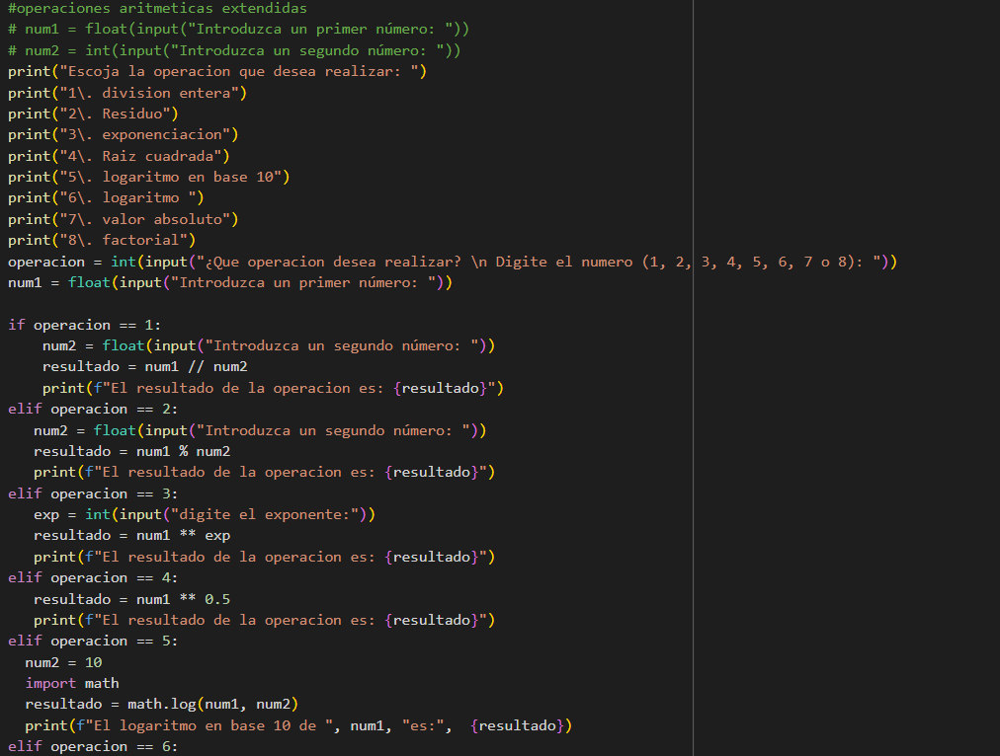 #operaciones aritmeticas extendidas
# num1 = float(input("Introduzca un primer número: "))
# num2 = int(input("Introduzca un segundo número: "))
print("Escoja la operacion que desea realizar: ")
print("1\. division entera")
print("2\. Residuo")
print("3\. exponenciacion")
print("4\. Raiz cuadrada")
print("5\. logaritmo en base 10")
print("6\. logaritmo ")
print("7\. valor absoluto")
print("8\. factorial")
operacion = int(input("¿Que operacion desea realizar? \n Digite el numero (1, 2, 3, 4, 5, 6, 7 o 8): "))
num1 = float(input("Introduzca un primer número: "))

if operacion == 1:
    num2 = float(input("Introduzca un segundo número: "))
    resultado = num1 // num2
    print(f"El resultado de la operacion es: {resultado}")
elif operacion == 2:
   num2 = float(input("Introduzca un segundo número: "))
   resultado = num1 % num2
   print(f"El resultado de la operacion es: {resultado}")
elif operacion == 3:
   exp = int(input("digite el exponente:"))
   resultado = num1 ** exp
   print(f"El resultado de la operacion es: {resultado}")
elif operacion == 4:
   resultado = num1 ** 0.5
   print(f"El resultado de la operacion es: {resultado}")
elif operacion == 5:
  num2 = 10
  import math
  resultado = math.log(num1, num2)
  print(f"El logaritmo en base 10 de ", num1, "es:",  {resultado})
elif operacion == 6: